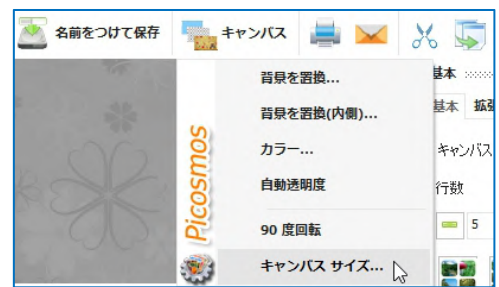 名前をつけて保存 キャンバス
背景を置換...
背景を置換(内側)...
カラー...
自動透明度
90 度回転
キャンバス サイズ...
Picosmos
基本
基本 拡張
キャンバス
行数
5